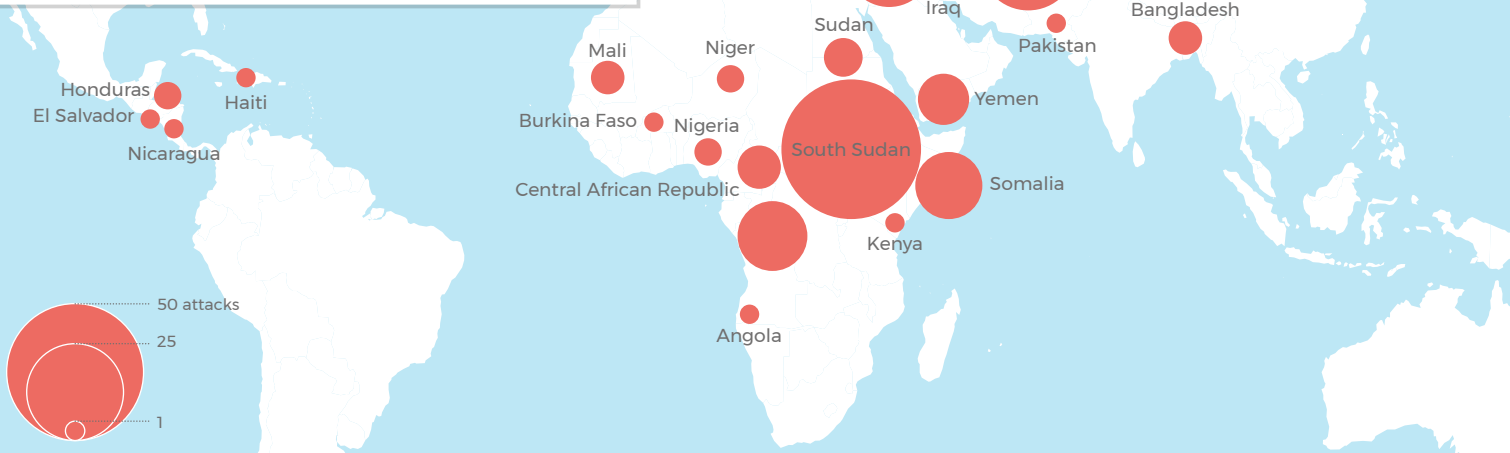 Iraq
Bangladesh
Sudan
Pakistan
Mali
Niger
Honduras
Haiti
Yemen
El Salvador
Burkina Faso
Nigeria
Nicaragua
South Sudan
Central African Republic
Somalia
Kenya
50 attacks
Angola
25
1